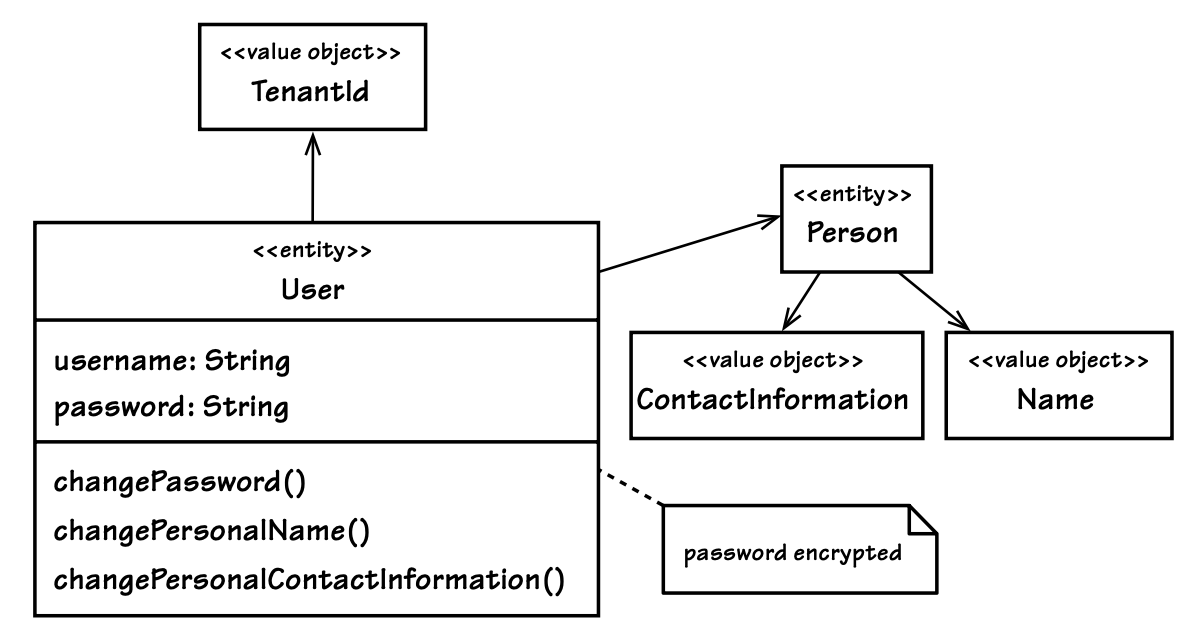 <<value object>>
TenantId
<<entity>>
Person
<<entity>>
User
username: String
password: String
<<value object>>
ContactInformation
<<value object>>
Name
changePassword()
changePersonalName()
changePersonalContactInformation()
password encrypted